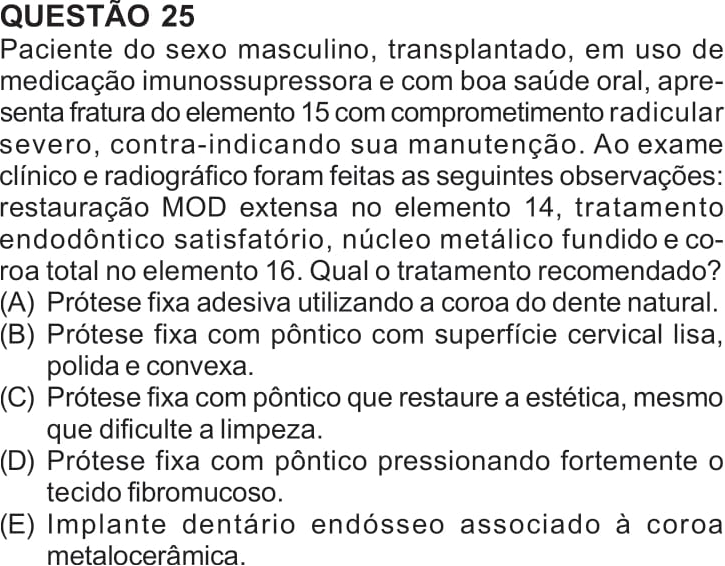 QUESTÃO 25
Paciente do sexo masculino, transplantado, em uso de
medicação imunossupressora e com boa saúde oral, apre-
senta fratura do elemento 15 com comprometimento radicular
severo, contra-indicando sua manutenção. Ao exame
clínico e radiográfico foram feitas as seguintes observações:
restauração MOD extensa no elemento 14, tratamento
endodôntico satisfatório, núcleo metálico fundido e co-
roa total no elemento 16. Qual o tratamento recomendado?
(A) Prótese fixa adesiva utilizando a coroa do dente natural.
(B) Prótese fixa com pôntico com superfície cervical lisa,
polida e convexa.
(C) Prótese fixa com pôntico que restaure a estética, mesmo
que dificulte a limpeza.
(D) Prótese fixa com pôntico pressionando fortemente o
tecido fibromucoso.
(E) Implante dentário endósseo associado à coroa
metalocerâmica.